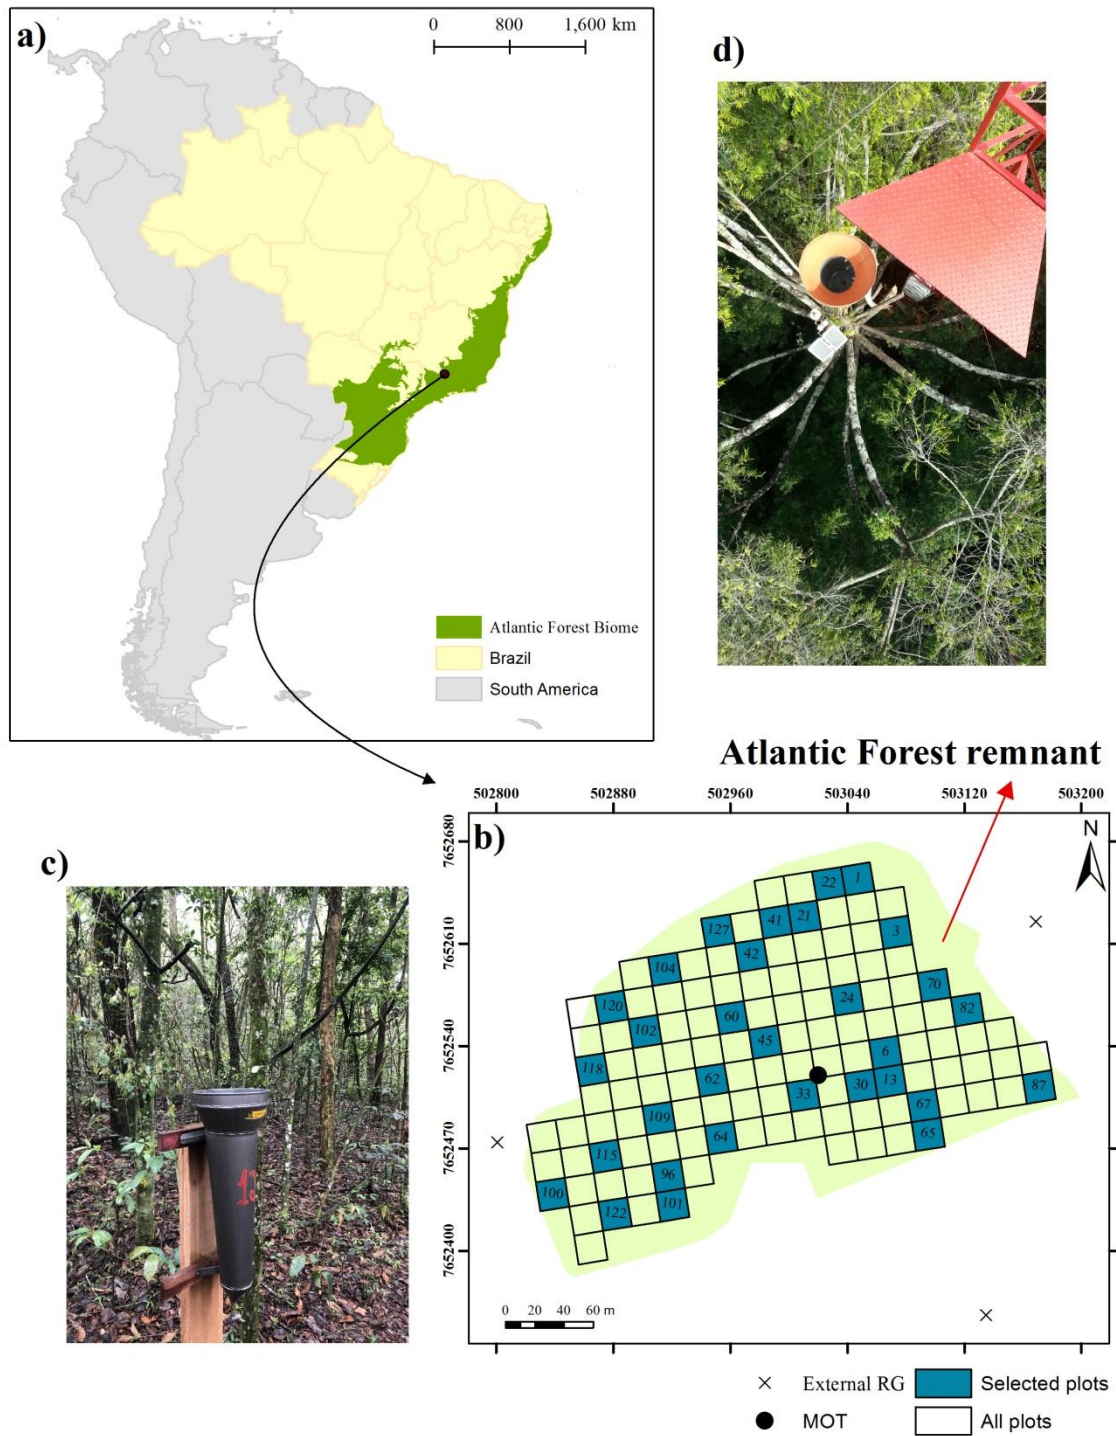 a)
0 800 1,600 km
Atlantic Forest Biome
Brazil
South America
d)
Atlantic Forest remnant
c)
b)
502800 502880 502960 503040 503120 503200
7652680
7652610
7652540
7652470
7652400
N
22 1
127 41 21 3
104 42
120 102 60 24 70 82
118 45 6
62 33 30 13 87
109 67
115 64 65
100 96
122 101
0 20 40 60 m
External RG
Selected plots
MOT
All plots